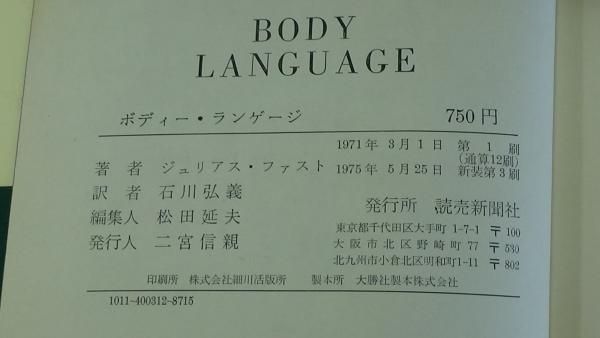 BODY
LANGUAGE
ボディー・ランゲージ 750円
1971年 3月1日 第1刷
(通算12刷)
著者 ジュリアス・ファスト 1975年 5月25日 新装第3刷
訳者 石川弘義
編集人 松田延夫
発行人 二宮信親
発行所 読売新聞社
東京都千代田区大手町1-7-1 〒100
大阪市北区野崎町77 〒530
北九州市小倉北区明和町1-11 〒802
印刷所 株式会社細川活版所 製本所 大勝社製本株式会社
1011-400312-8715